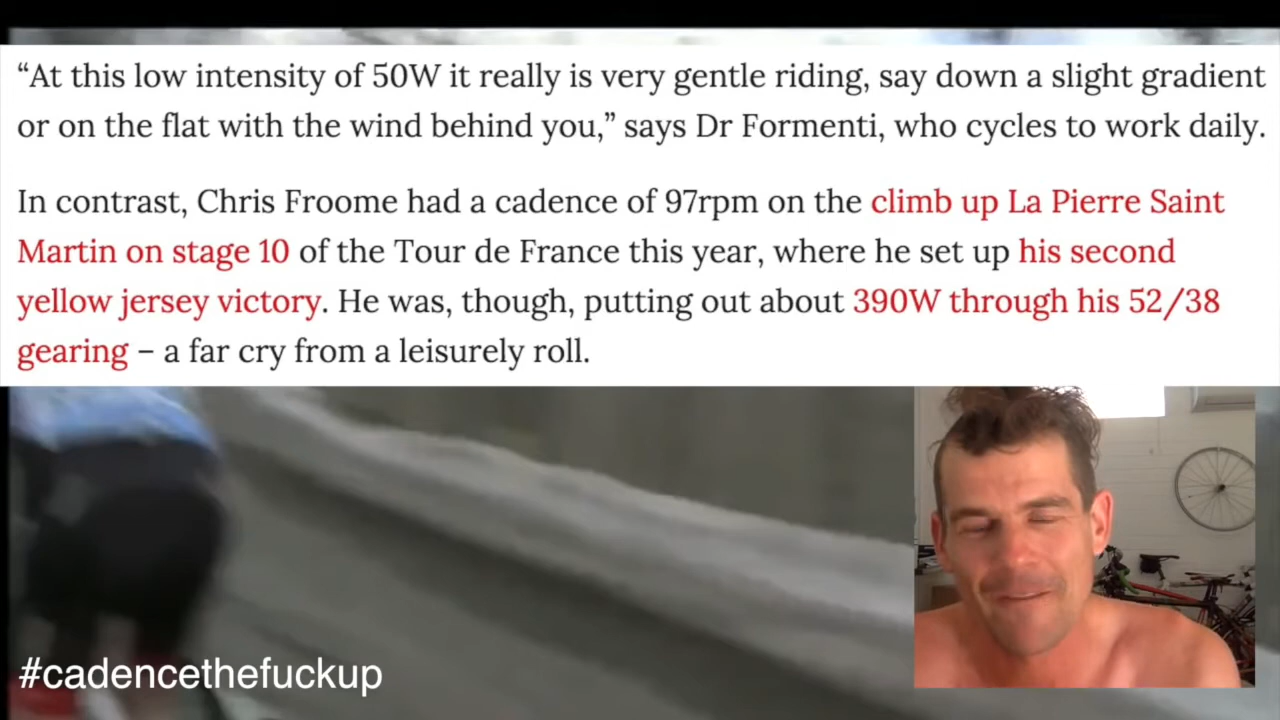 “At this low intensity of 50W it really is very gentle riding, say down a slight gradient
or on the flat with the wind behind you,” says Dr Formenti, who cycles to work daily.
In contrast, Chris Froome had a cadence of 97rpm on the climb up La Pierre Saint
Martin on stage 10 of the Tour de France this year, where he set up his second
yellow jersey victory. He was, though, putting out about 390W through his 52/38
gearing – a far cry from a leisurely roll.
#cadencethefuckup